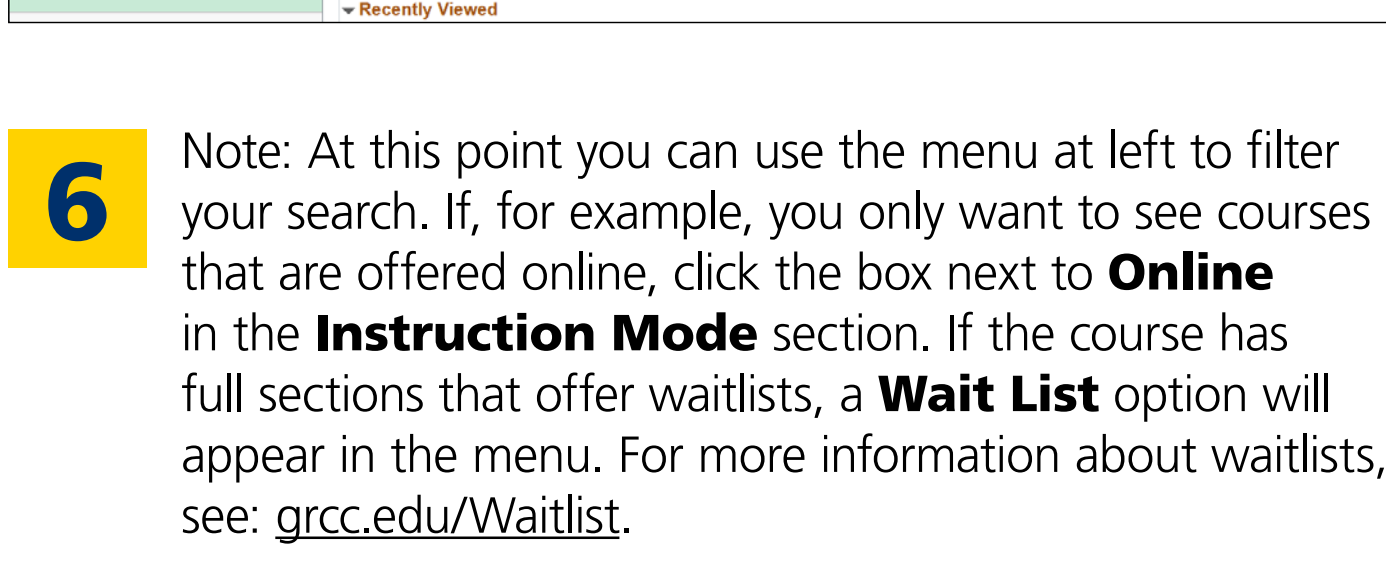 Recently Viewed
6
Note: At this point you can use the menu at left to filter
your search. If, for example, you only want to see courses
that are offered online, click the box next to Online
in the Instruction Mode section. If the course has
full sections that offer waitlists, a Wait List option will
appear in the menu. For more information about waitlists,
see: grcc.edu/Waitlist.